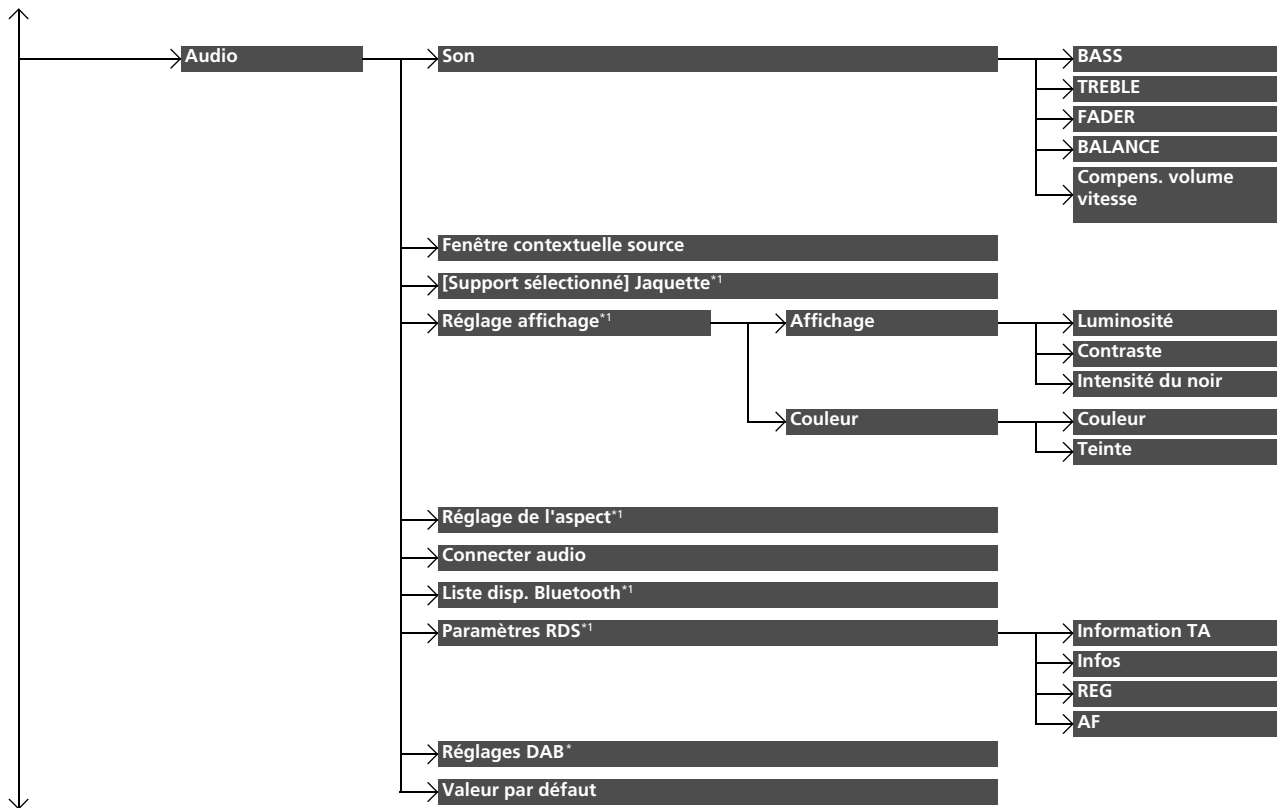 Audio
Son
BASS
TREBLE
FADER
BALANCE
Compens. volume
vitesse
Fenêtre contextuelle source
[Support sélectionné] Jaquette*1
Réglage affichage*1
Affichage
Luminosité
Contraste
Intensité du noir
Couleur
Couleur
Teinte
Réglage de l'aspect*1
Connecter audio
Liste disp. Bluetooth*1
Paramètres RDS*1
Information TA
Infos
REG
AF
Réglages DAB*
Valeur par défaut